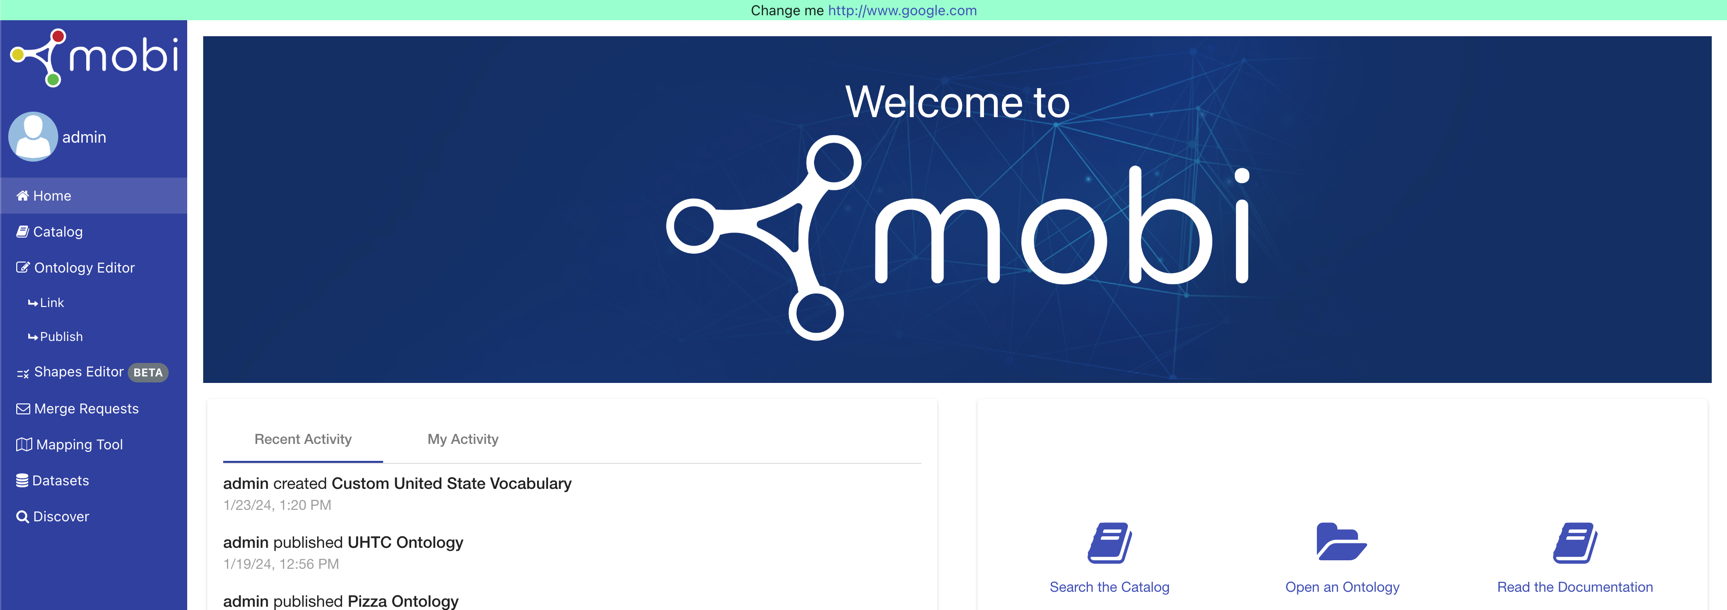 Change me http://www.google.com
mobi
admin
Home
Catalog
Ontology Editor
Link
Publish
Shapes Editor BETA
Merge Requests
Mapping Tool
Datasets
Discover
Welcome to
mobi
Recent Activity My Activity
admin created Custom United State Vocabulary
1/23/24, 1:20 PM
admin published UHTC Ontology
1/19/24, 12:56 PM
admin published Pizza Ontology
Search the Catalog Open an Ontology Read the Documentation